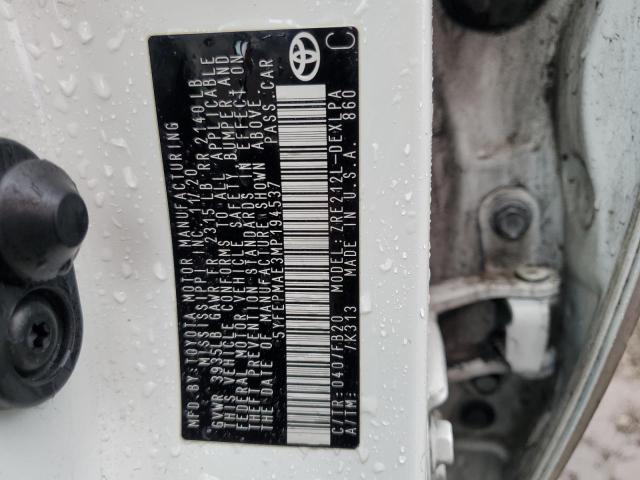 MFD.BY:TOYOTA MOTOR MANUFACTURING
MISSISSIPPI, INC. 11/20
GVWR 3935LB GAWR FR 2315LB RR 2140LB
THIS VEHICLE CONFORMS TO ALL APPLICABLE
FEDERAL MOTOR VEHICLE SAFETY, BUMPER AND
THEFT PREVENTION STANDARDS IN EFFECT ON
THE DATE OF MANUFACTURE SHOWN ABOVE.
5YFEPMAE3MP194537 PASS.CAR
C/TR: 040/FB20 MODEL: ZRE212L-DEXLPA
A/TM: /K313 MADE IN U.S.A. 860
C